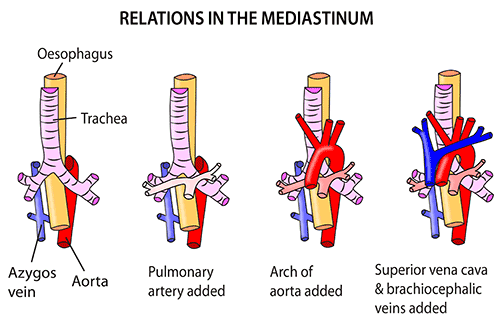 RELATIONS IN THE MEDIASTINUM
Oesophagus
Trachea
Azygos
vein
Aorta
Pulmonary
artery added
Arch of
aorta added
Superior vena cava
& brachiocephalic
veins added